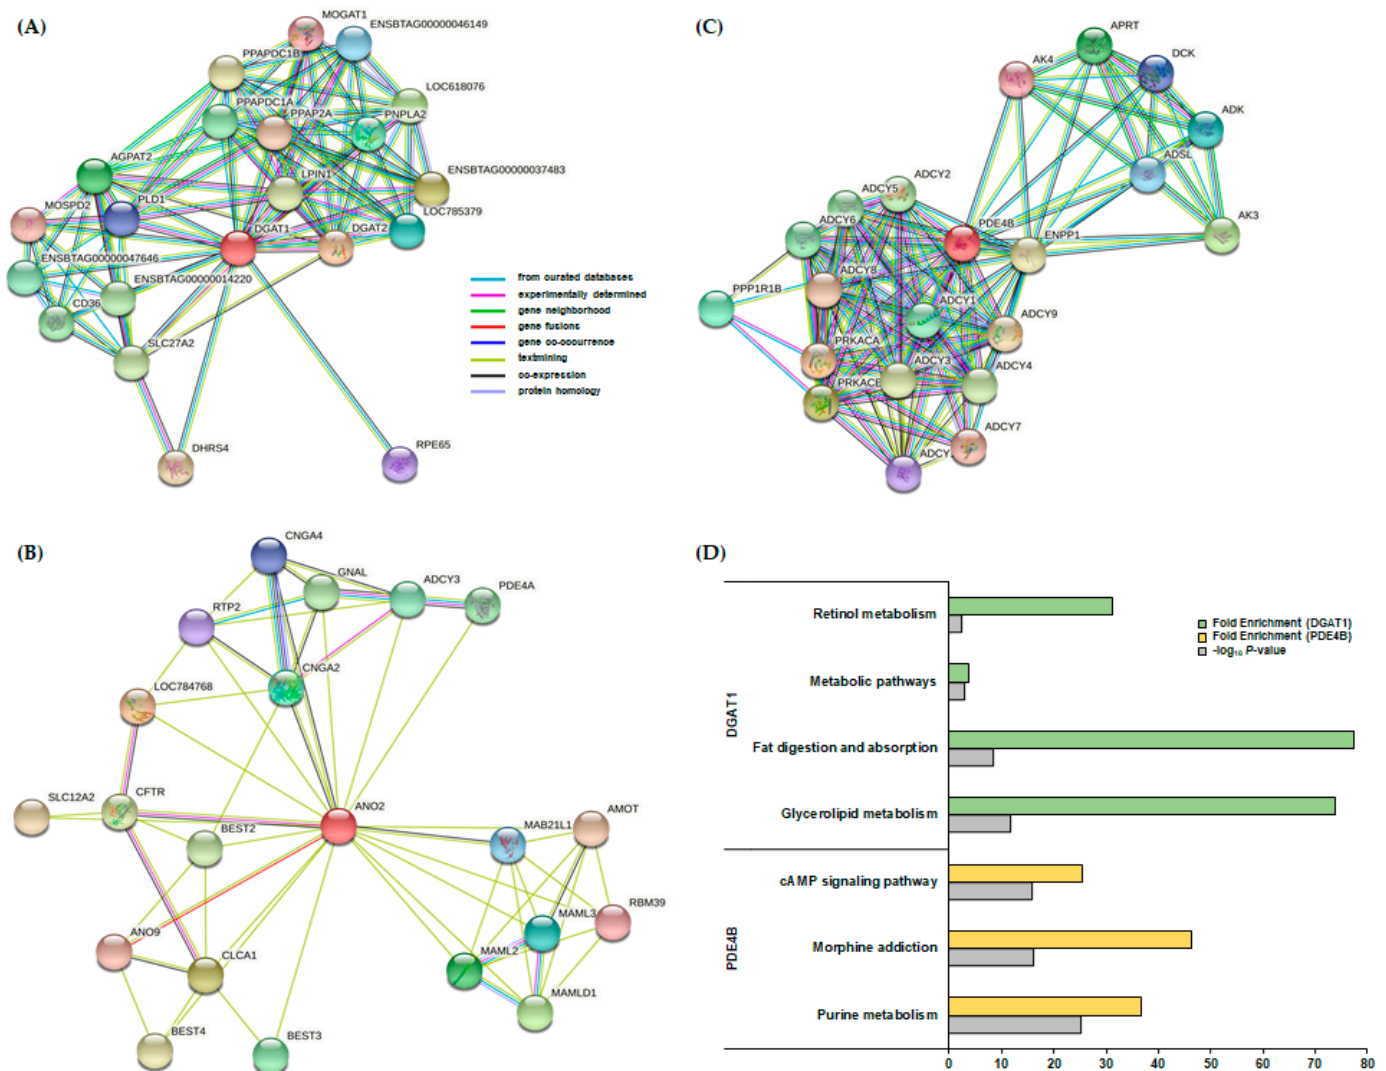 (A)
MOGAT1
ENSBTAG00000046149
PPAPDC1B
LOC618076
PPAPDC1A
PPAP2A
PNPLA2
AGPAT2
ENSBTAG00000037483
LPIN1
MOSPD2
PLD1
LOC785379
DGAT1
DGAT2
ENSBTAG00000047646
ENSBTAG00000014220
CD36
SLC27A2
DHRS4
RPE65
from curated databases
experimentally determined
gene neighborhood
gene fusions
gene co-occurrence
textmining
co-expression
protein homology
(C)
APRT
AK4
DCK
ADK
ADSL
AK3
ADCY2
ADCY5
ADCY6
PDE4B
ENPP1
ADCY8
PPP1R1B
ADCY1
ADCY9
PRKACA
ADCY3
ADCY4
PRKACB
ADCY7
ADCY
(B)
CNGA4
GNAL
ADCY3
PDE4A
RTP2
CNGA2
LOC784768
SLC12A2
CFTR
ANO2
AMOT
MAB21L1
BEST2
RBM39
MAML3
ANO9
CLCA1
MAML2
MAMLD1
BEST4
BEST3
(D)
Retinol metabolism
Metabolic pathways
Fat digestion and absorption
Glycerolipid metabolism
cAMP signaling pathway
Morphine addiction
Purine metabolism
DGAT1
PDE4B
Fold Enrichment (DGAT1)
Fold Enrichment (PDE4B)
-log₁₀ P-value
0 10 20 30 40 50 60 70 80